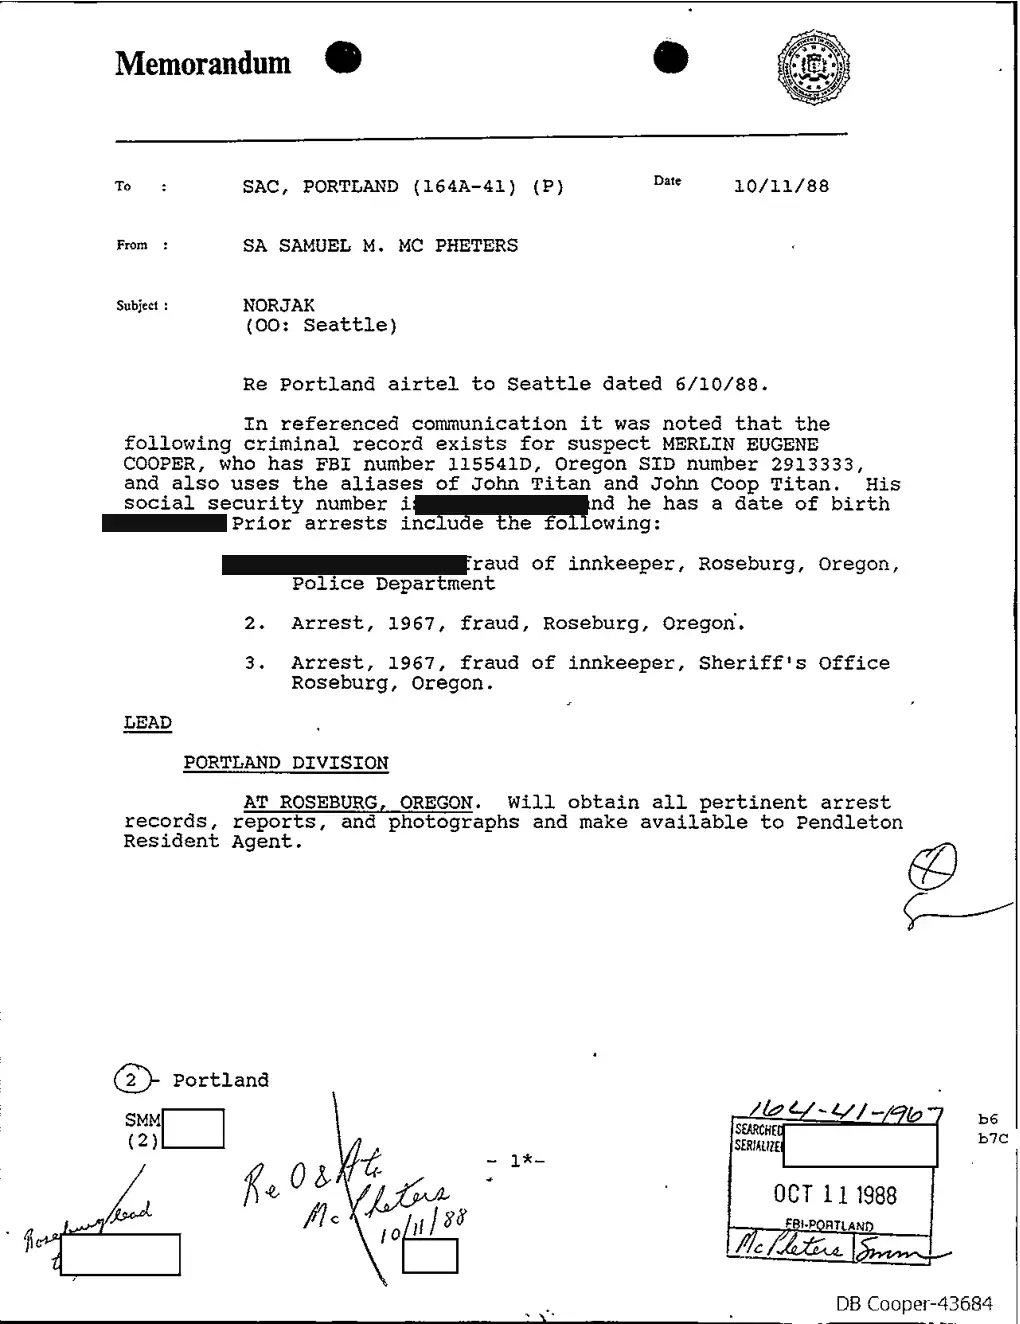 Memorandum
To : SAC, PORTLAND (164A-41) (P) Date 10/11/88
From : SA SAMUEL M. MC PHETERS
Subject : NORJAK
(OO: Seattle)
Re Portland airtel to Seattle dated 6/10/88.
In referenced communication it was noted that the
following criminal record exists for suspect MERLIN EUGENE
COOPER, who has FBI number 115541D, Oregon SID number 2913333,
and also uses the aliases of John Titan and John Coop Titan. His
social security number i nd he has a date of birth
Prior arrests include the following:
raud of innkeeper, Roseburg, Oregon,
Police Department
2. Arrest, 1967, fraud, Roseburg, Oregon.
3. Arrest, 1967, fraud of innkeeper, Sheriff's Office
Roseburg, Oregon.
LEAD
PORTLAND DIVISION
AT ROSEBURG, OREGON. Will obtain all pertinent arrest
records, reports, and photographs and make available to Pendleton
Resident Agent.
2 - Portland
SMM
(2)
- 1*-
Re O & A to
McPheters
10/11/88
Roseburg lead
164-41-1967
SEARCHED
SERIALIZE
OCT 11 1988
FBI-PORTLAND
McPheters Smm
b6
b7C
DB Cooper-43684